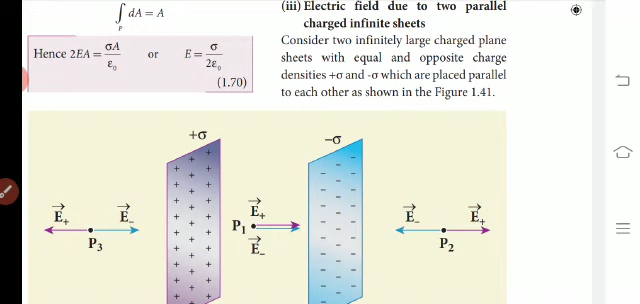 ∫ dA = A
P
Hence 2EA = σA/ε₀ or E = σ/2ε₀
(1.70)
(iii) Electric field due to two parallel
charged infinite sheets
Consider two infinitely large charged plane
sheets with equal and opposite charge
densities +σ and -σ which are placed parallel
to each other as shown in the Figure 1.41.
+σ
−σ
E₊ E₋
P₃
E₊
P₁
E₋
E₋ E₊
P₂